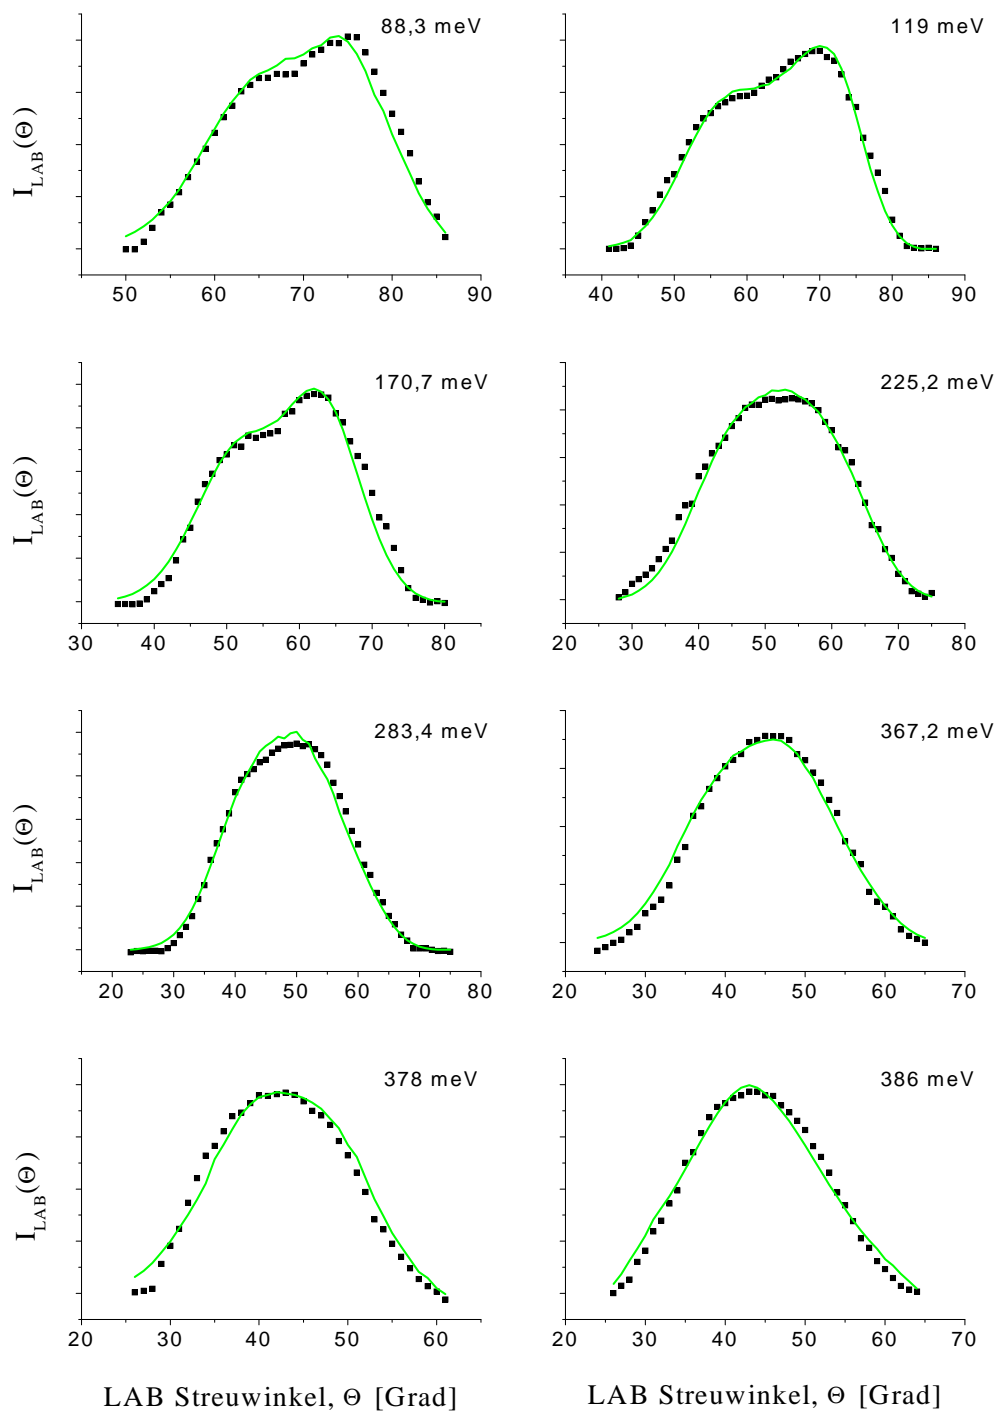 88,3 meV
119 meV
I_LAB(Θ)
50 60 70 80 90
40 50 60 70 80 90
170,7 meV
225,2 meV
I_LAB(Θ)
30 40 50 60 70 80
20 30 40 50 60 70 80
283,4 meV
367,2 meV
I_LAB(Θ)
20 30 40 50 60 70 80
20 30 40 50 60 70
378 meV
386 meV
I_LAB(Θ)
20 30 40 50 60
20 30 40 50 60 70
LAB Streuwinkel, Θ [Grad]
LAB Streuwinkel, Θ [Grad]